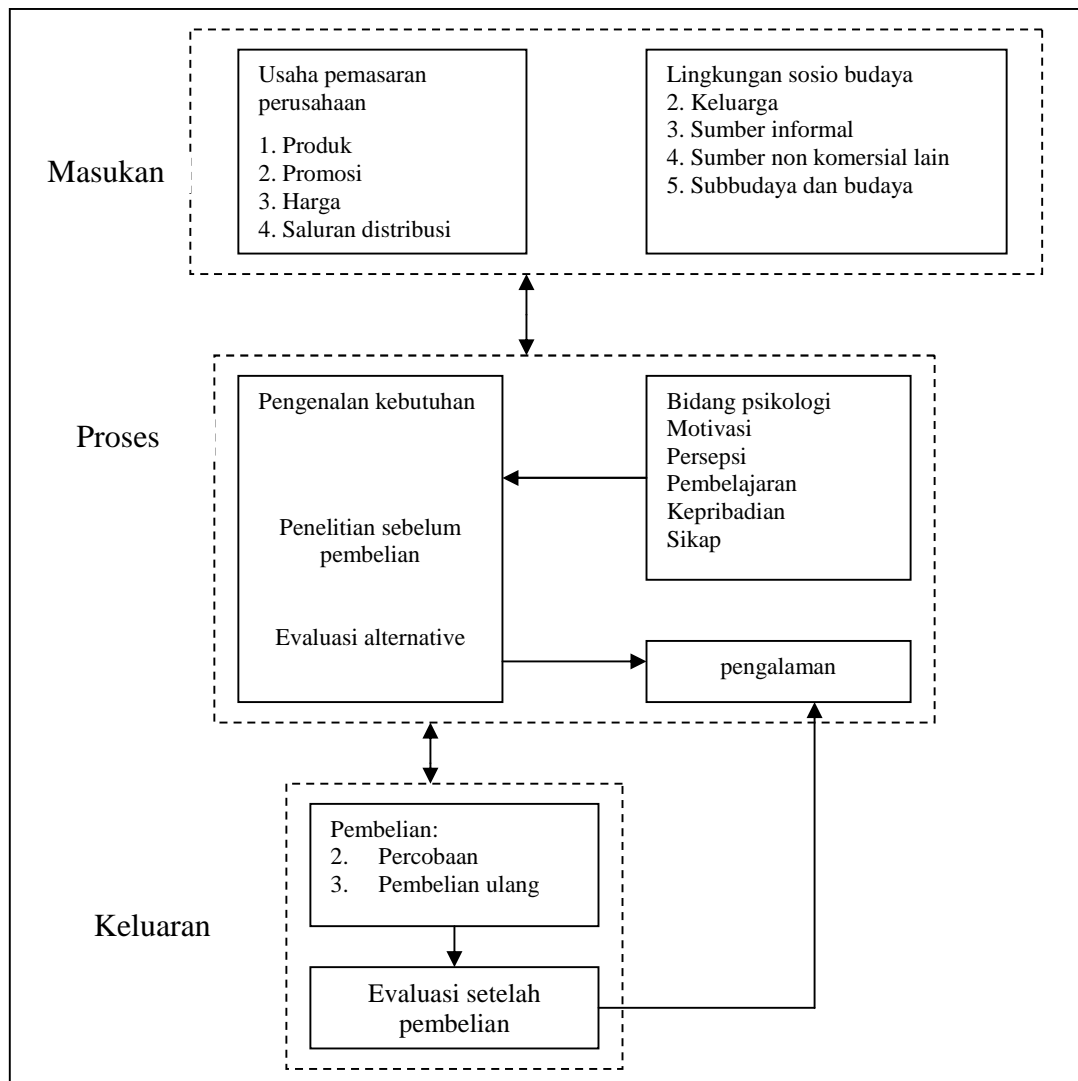 Masukan
Usaha pemasaran
perusahaan
1. Produk
2. Promosi
3. Harga
4. Saluran distribusi
Lingkungan sosio budaya
2. Keluarga
3. Sumber informal
4. Sumber non komersial lain
5. Subbudaya dan budaya
Proses
Pengenalan kebutuhan
Penelitian sebelum
pembelian
Evaluasi alternative
Bidang psikologi
Motivasi
Persepsi
Pembelajaran
Kepribadian
Sikap
pengalaman
Keluaran
Pembelian:
2. Percobaan
3. Pembelian ulang
Evaluasi setelah
pembelian